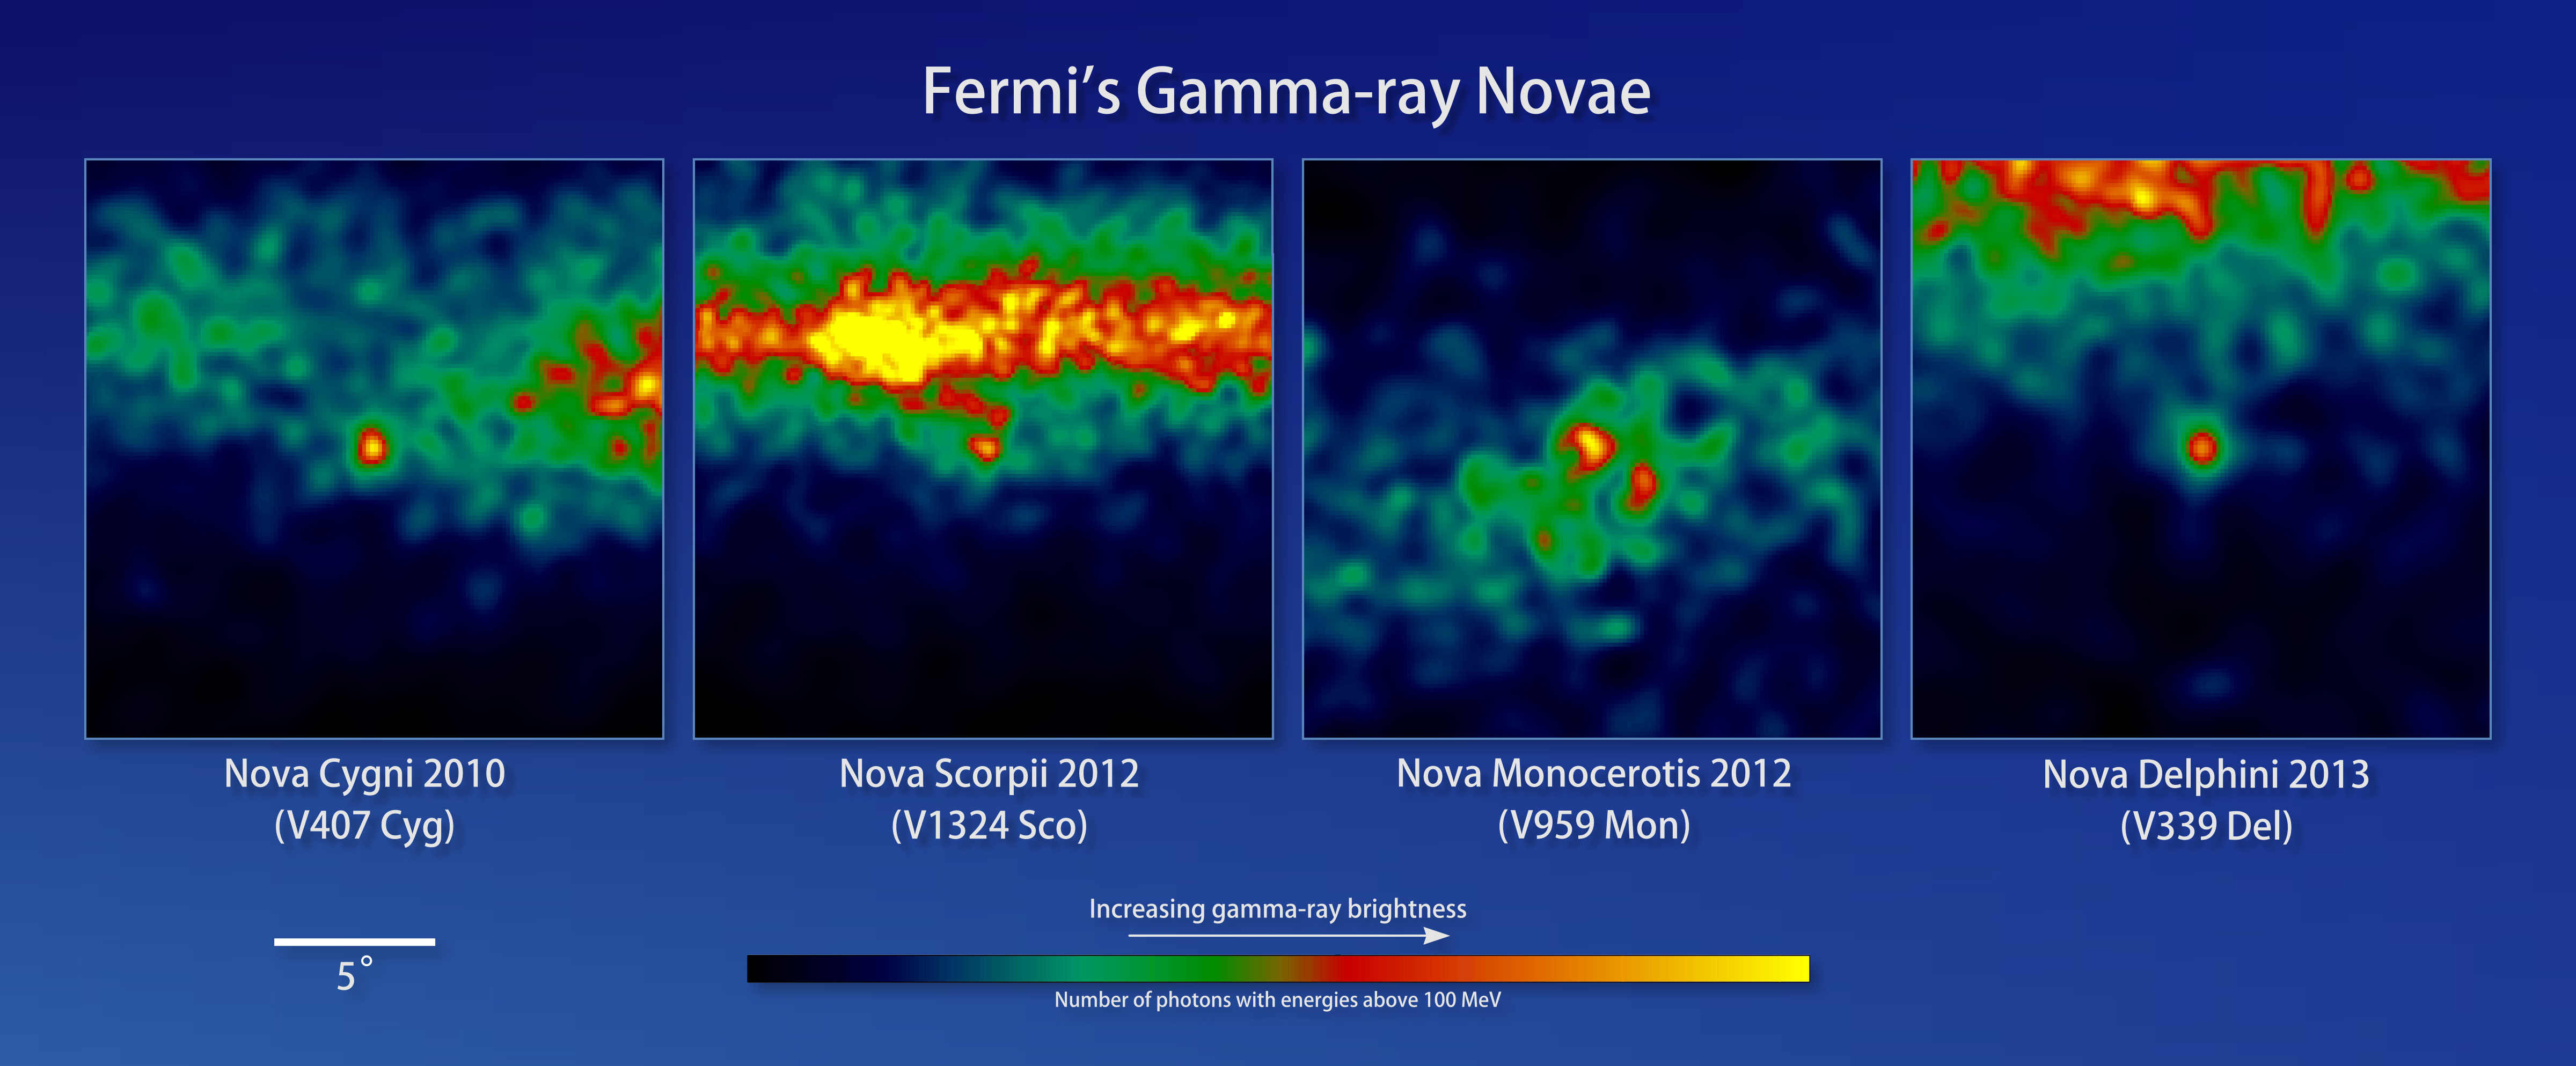 Fermi’s Gamma-ray Novae
Nova Cygni 2010
(V407 Cyg)
Nova Scorpii 2012
(V1324 Sco)
Nova Monocerotis 2012
(V959 Mon)
Nova Delphini 2013
(V339 Del)
5°
Increasing gamma-ray brightness
Number of photons with energies above 100 MeV